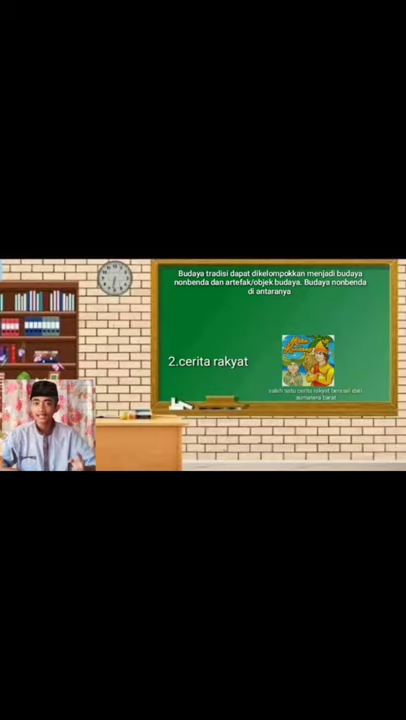 Budaya tradisi dapat dikelompokkan menjadi budaya
nonbenda dan artefak/objek budaya. Budaya nonbenda
di antaranya
2.cerita rakyat
satu cerita rakyat berasal dari
sumatera barat